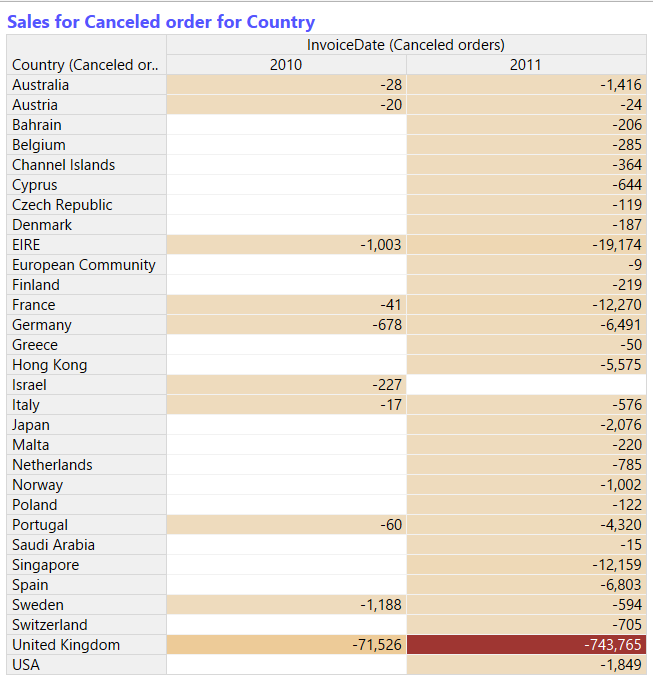 Sales for Canceled order for Country
InvoiceDate (Canceled orders)
Country (Canceled or.. 2010 2011
Australia -28 -1,416
Austria -20 -24
Bahrain -206
Belgium -285
Channel Islands -364
Cyprus -644
Czech Republic -119
Denmark -187
EIRE -1,003 -19,174
European Community -9
Finland -219
France -41 -12,270
Germany -678 -6,491
Greece -50
Hong Kong -5,575
Israel -227
Italy -17 -576
Japan -2,076
Malta -220
Netherlands -785
Norway -1,002
Poland -122
Portugal -60 -4,320
Saudi Arabia -15
Singapore -12,159
Spain -6,803
Sweden -1,188 -594
Switzerland -705
United Kingdom -71,526 -743,765
USA -1,849